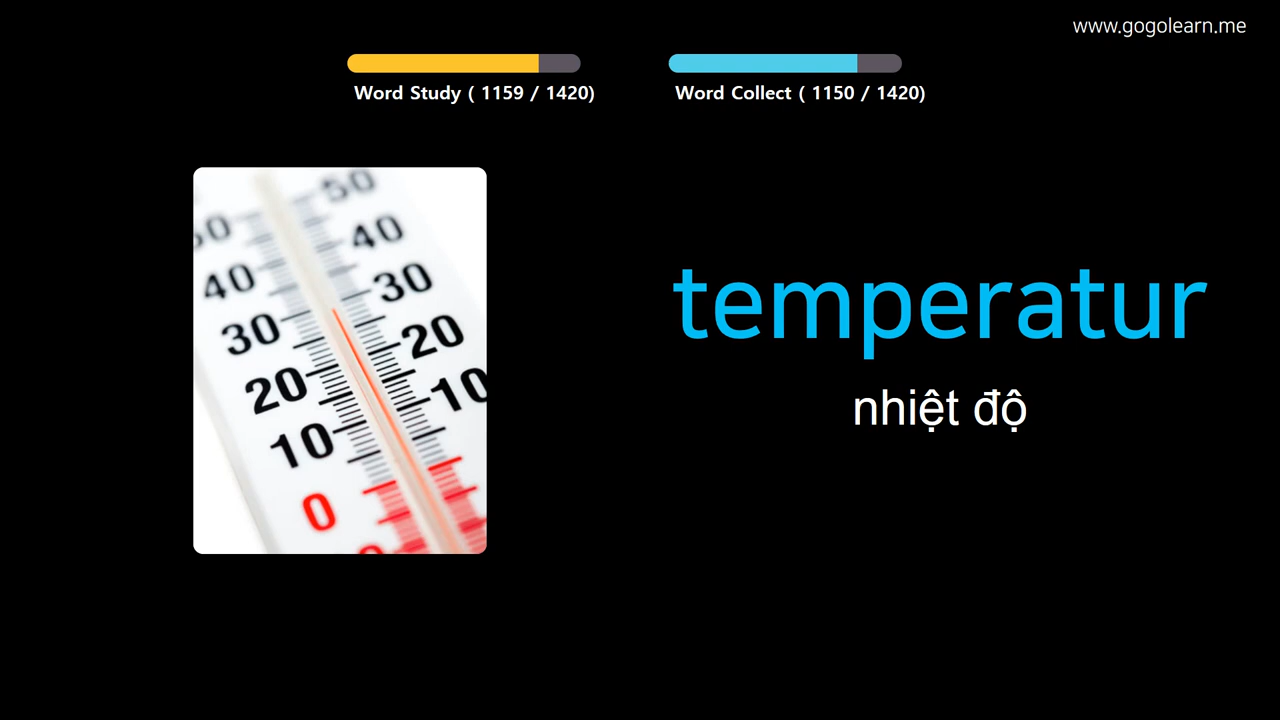 www.gogolearn.me
Word Study ( 1159 / 1420)
Word Collect ( 1150 / 1420)
50
40
30
20
10
40
30
20
10
0
temperatur
nhiệt độ